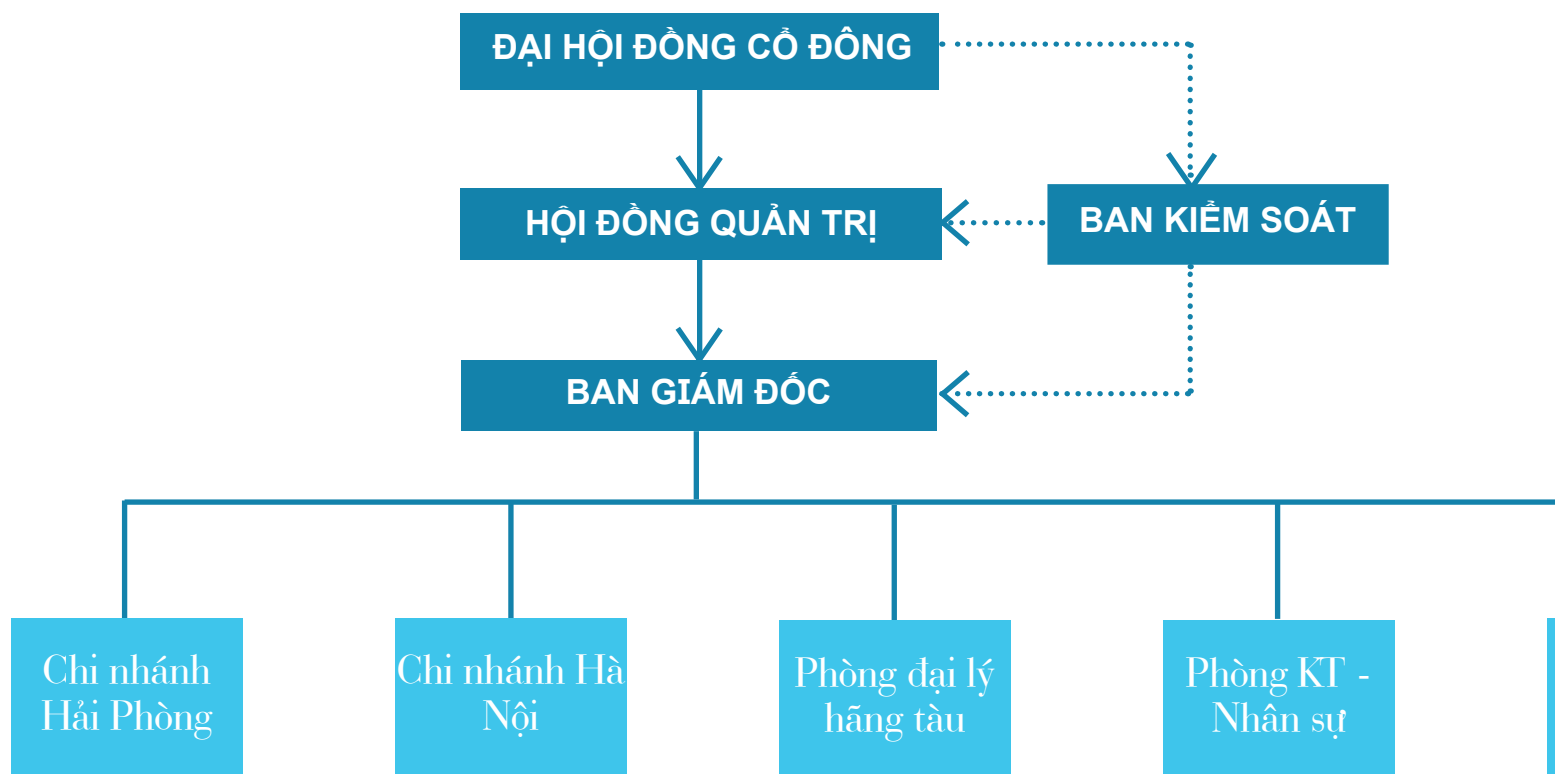 ĐẠI HỘI ĐỒNG CỔ ĐÔNG
HỘI ĐỒNG QUẢN TRỊ
BAN KIỂM SOÁT
BAN GIÁM ĐỐC
Chi nhánh
Hải Phòng
Chi nhánh Hà
Nội
Phòng đại lý
hãng tàu
Phòng KT -
Nhân sự